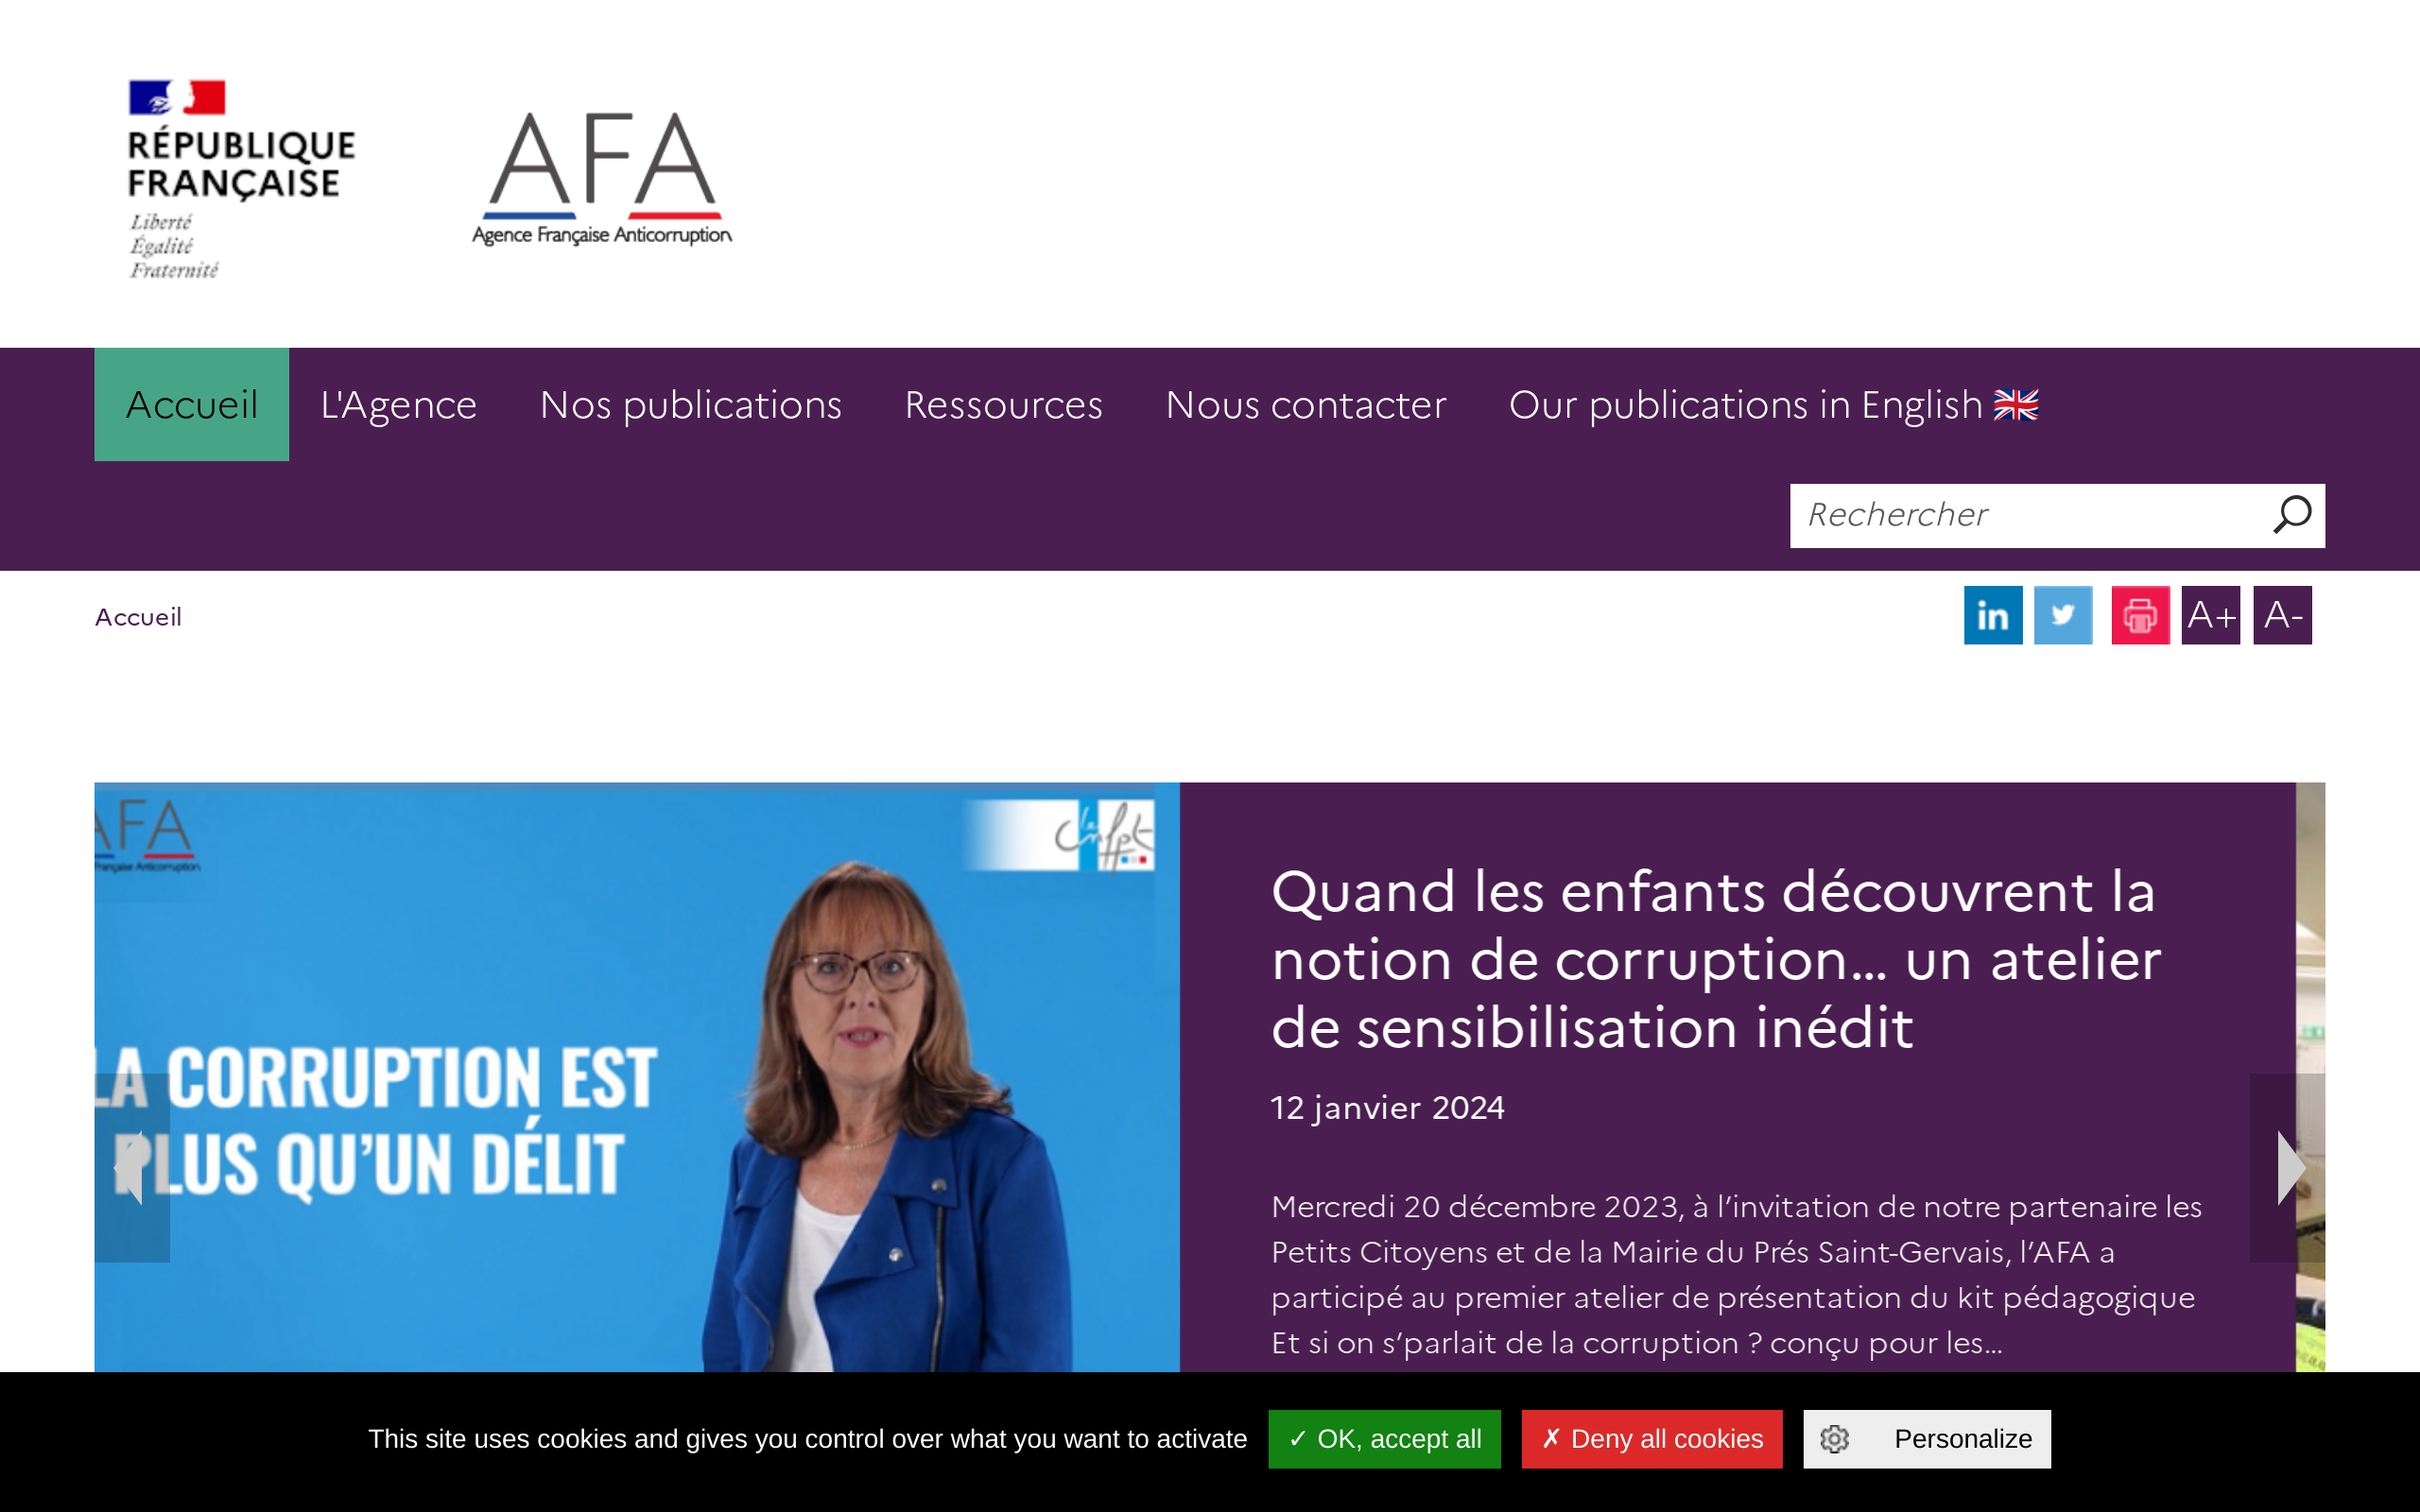 RÉPUBLIQUE
FRANÇAISE
Liberté
Égalité
Fraternité
AFA
Agence Française Anticorruption
Accueil
L'Agence
Nos publications
Ressources
Nous contacter
Our publications in English 🇬🇧
Rechercher
Accueil
in
A+
A-
AFA
Française Anticorruption
le cnfpt
LA CORRUPTION EST
PLUS QU’UN DÉLIT
Quand les enfants découvrent la
notion de corruption… un atelier
de sensibilisation inédit
12 janvier 2024
Mercredi 20 décembre 2023, à l’invitation de notre partenaire les
Petits Citoyens et de la Mairie du Prés Saint-Gervais, l’AFA a
participé au premier atelier de présentation du kit pédagogique
Et si on s’parlait de la corruption ? conçu pour les…
This site uses cookies and gives you control over what you want to activate
✓ OK, accept all
✗ Deny all cookies
Personalize